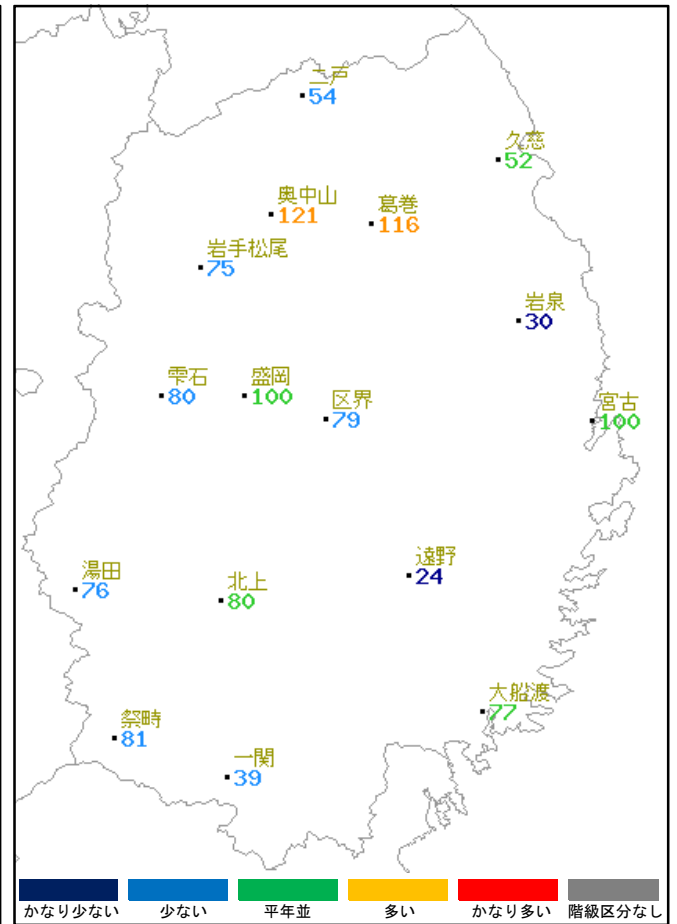 二戸
54
久慈
52
奥中山
121
葛巻
116
岩手松尾
75
岩泉
30
雫石
80
盛岡
100
区界
79
宮古
100
湯田
76
北上
80
遠野
24
大船渡
77
祭畤
81
一関
39
かなり少ない 少ない 平年並 多い かなり多い 階級区分なし